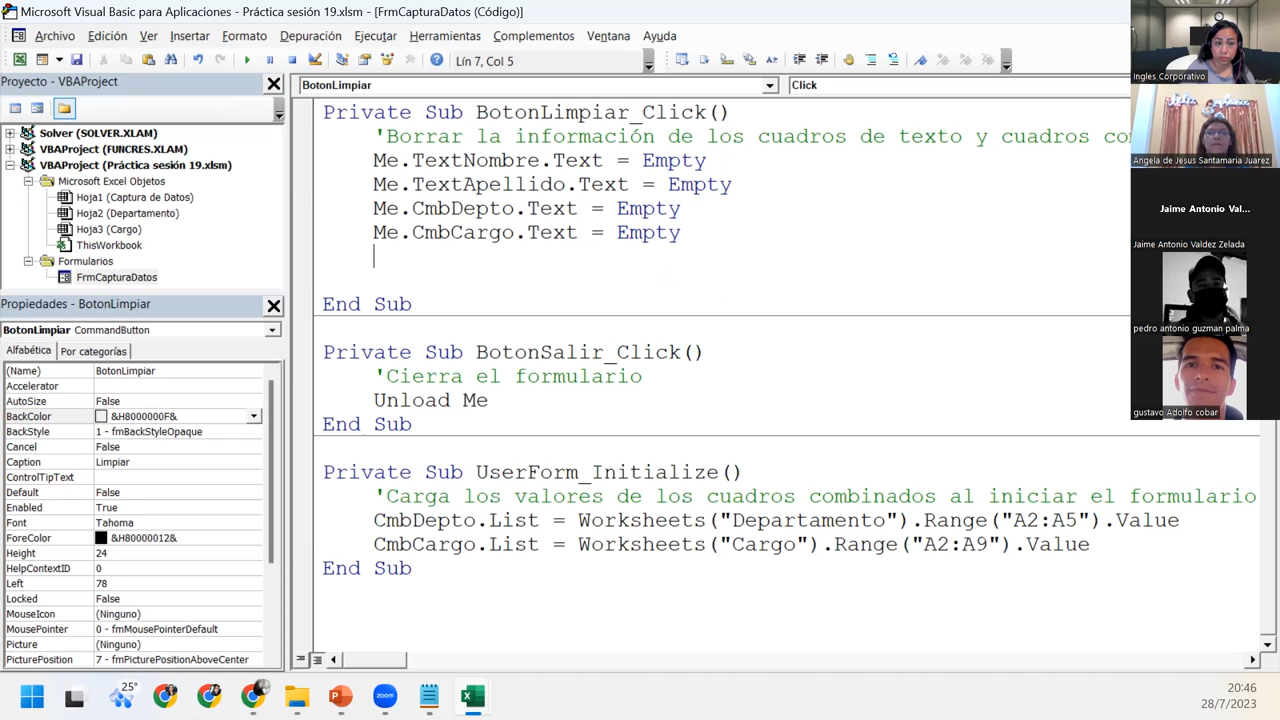 Microsoft Visual Basic para Aplicaciones - Práctica sesión 19.xlsm - [FrmCapturaDatos (Código)]
Archivo Edición Ver Insertar Formato Depuración Ejecutar Herramientas Complementos Ventana Ayuda
Lín 7, Col 5
Proyecto - VBAProject
Solver (SOLVER.XLAM)
VBAProject (FUNCRES.XLAM)
VBAProject (Práctica sesión 19.xlsm)
Microsoft Excel Objetos
Hoja1 (Captura de Datos)
Hoja2 (Departamento)
Hoja3 (Cargo)
ThisWorkbook
Formularios
FrmCapturaDatos
Propiedades - BotonLimpiar
BotonLimpiar CommandButton
Alfabética Por categorías
(Name) BotonLimpiar
Accelerator
AutoSize False
BackColor &H8000000F&
BackStyle 1 - fmBackStyleOpaque
Cancel False
Caption Limpiar
ControlTipText
Default False
Enabled True
Font Tahoma
ForeColor &H80000012&
Height 24
HelpContextID 0
Left 78
Locked False
MouseIcon (Ninguno)
MousePointer 0 - fmMousePointerDefault
Picture (Ninguno)
PicturePosition 7 - fmPicturePositionAboveCenter
BotonLimpiar Click
Private Sub BotonLimpiar_Click()
'Borrar la información de los cuadros de texto y cuadros co
Me.TextNombre.Text = Empty
Me.TextApellido.Text = Empty
Me.CmbDepto.Text = Empty
Me.CmbCargo.Text = Empty
End Sub
Private Sub BotonSalir_Click()
'Cierra el formulario
Unload Me
End Sub
Private Sub UserForm_Initialize()
'Carga los valores de los cuadros combinados al iniciar el formulario
CmbDepto.List = Worksheets("Departamento").Range("A2:A5").Value
CmbCargo.List = Worksheets("Cargo").Range("A2:A9").Value
End Sub
Ingles Corporativo
Angela de Jesus Santamaria Juarez
Jaime Antonio Val...
Jaime Antonio Valdez Zelada
pedro antonio guzman palma
gustavo Adolfo cobar
25°
zoom
20:46
28/7/2023